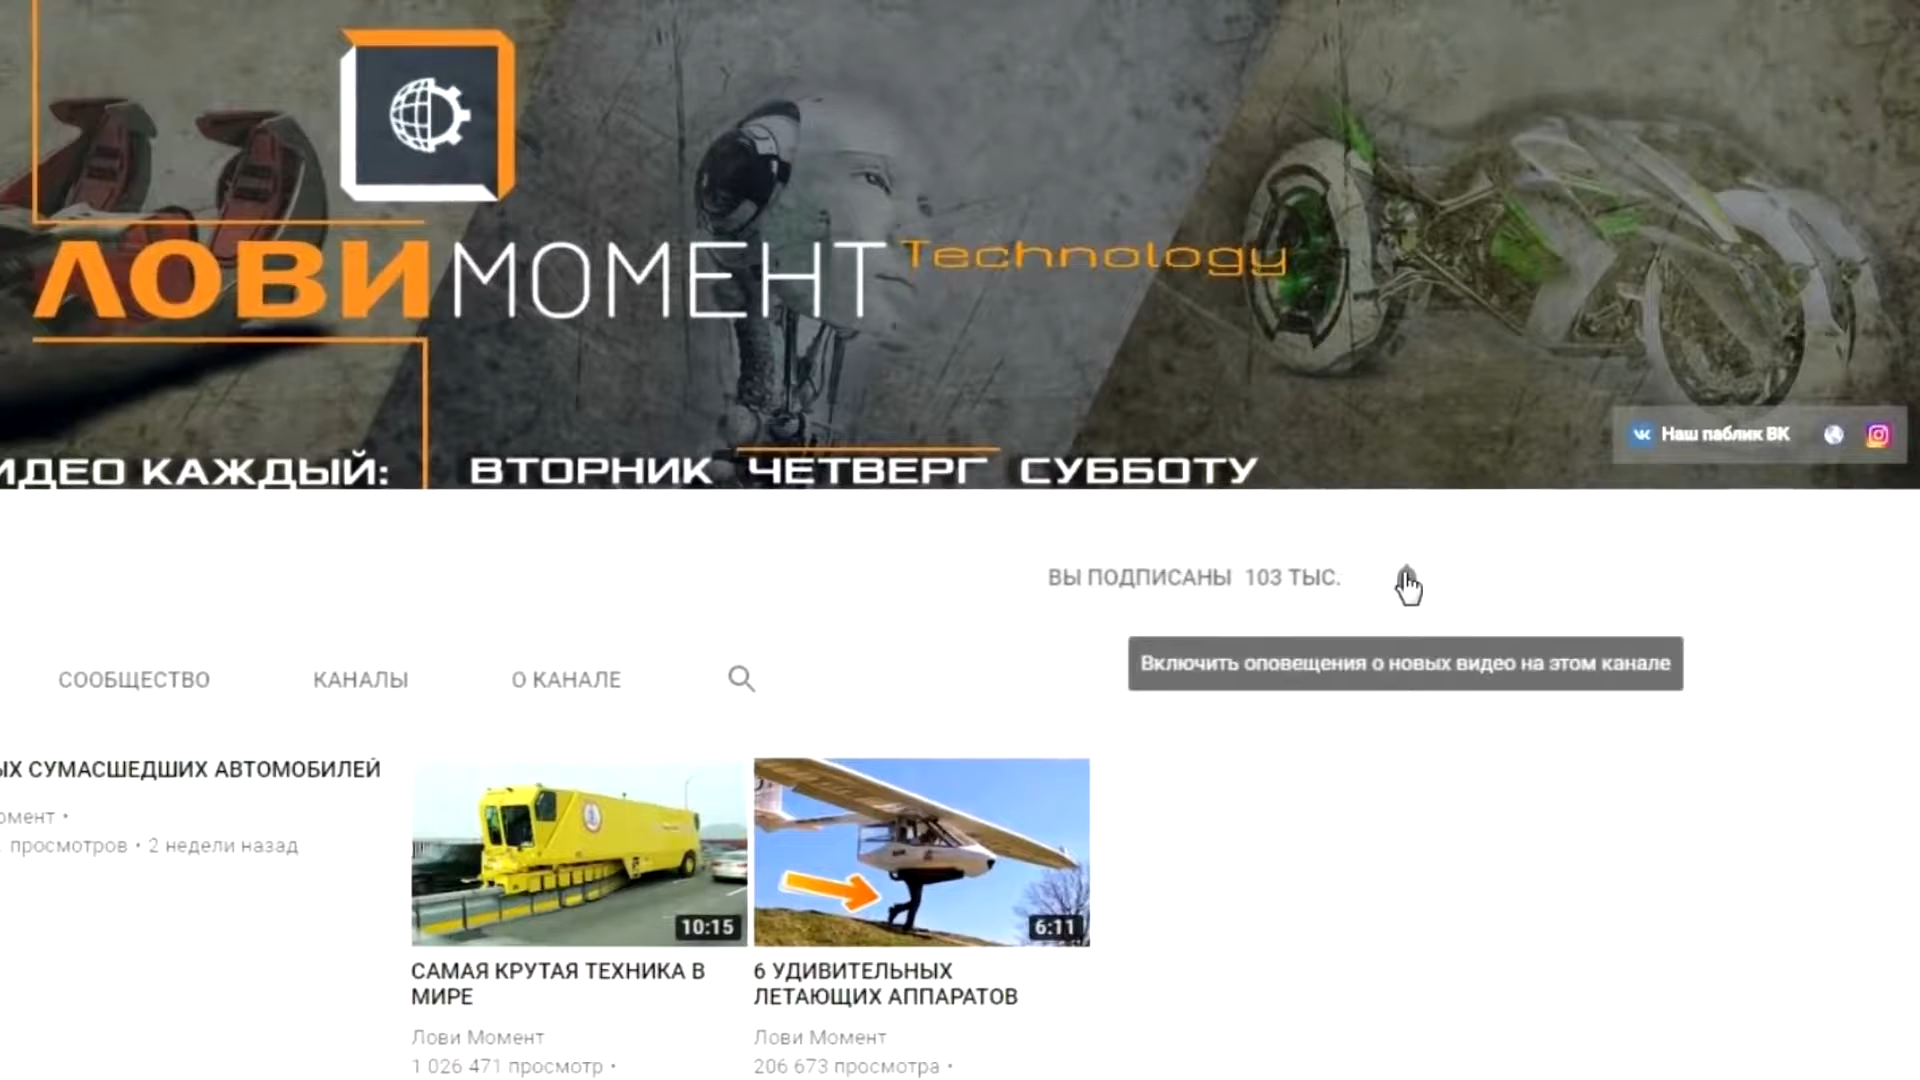 ЛОВИ МОМЕНТ Technology
ИДЕО КАЖДЫЙ: ВТОРНИК ЧЕТВЕРГ СУББОТУ
Наш паблик ВК
ВЫ ПОДПИСАНЫ 103 ТЫС.
Включить оповещения о новых видео на этом канале
СООБЩЕСТВО КАНАЛЫ О КАНАЛЕ
ЫХ СУМАСШЕДШИХ АВТОМОБИЛЕЙ
омент •
просмотров • 2 недели назад
10:15
6:11
САМАЯ КРУТАЯ ТЕХНИКА В
МИРЕ
Лови Момент
1 026 471 просмотр •
6 УДИВИТЕЛЬНЫХ
ЛЕТАЮЩИХ АППАРАТОВ
Лови Момент
206 673 просмотра •